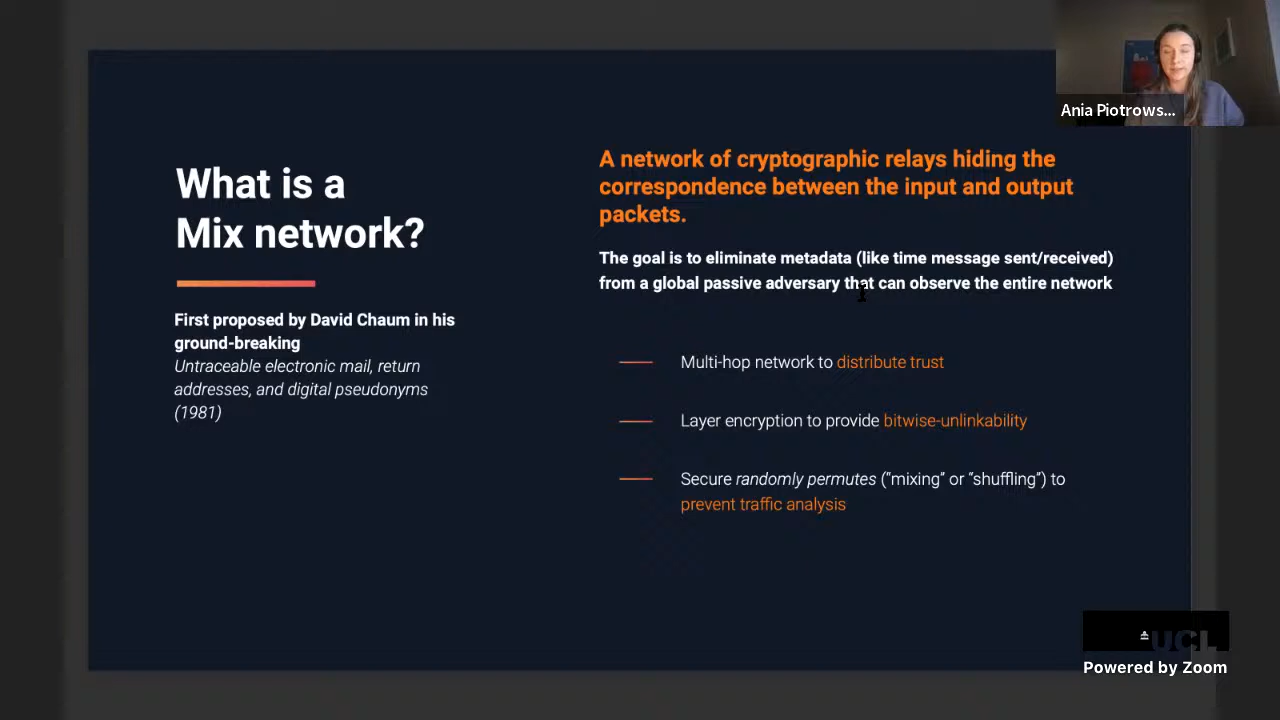 Ania Piotrows...
What is a
Mix network?
First proposed by David Chaum in his
ground-breaking
Untraceable electronic mail, return
addresses, and digital pseudonyms
(1981)
A network of cryptographic relays hiding the
correspondence between the input and output
packets.
The goal is to eliminate metadata (like time message sent/received)
from a global passive adversary that can observe the entire network
Multi-hop network to distribute trust
Layer encryption to provide bitwise-unlinkability
Secure randomly permutes (“mixing” or “shuffling”) to
prevent traffic analysis
UCL
Powered by Zoom